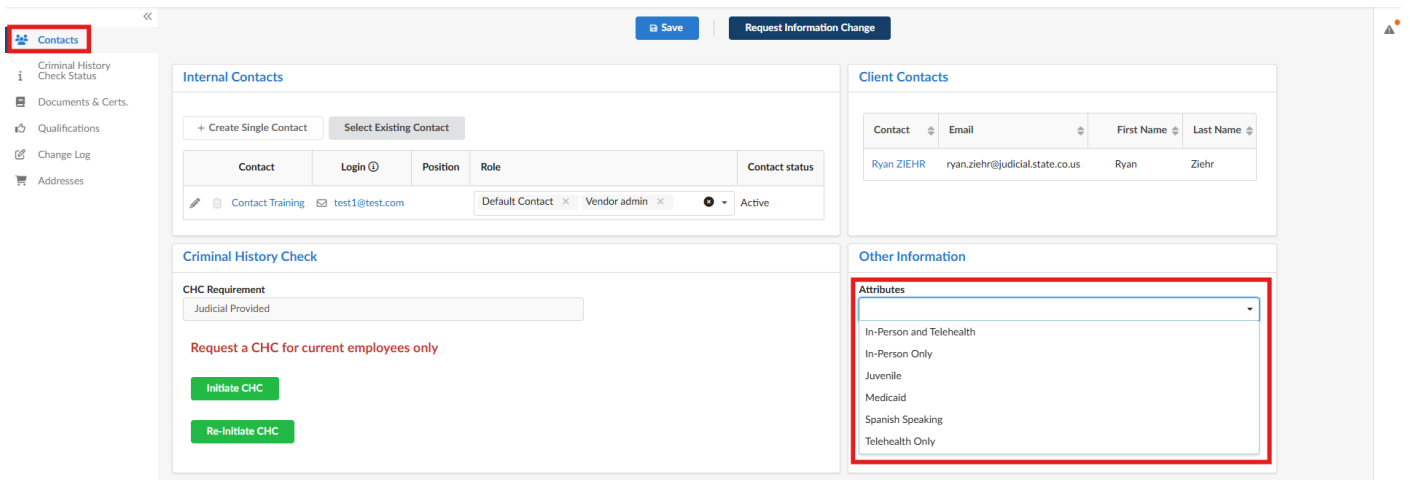 Save
Request Information Change
Contacts
Criminal History
Check Status
Documents & Certs.
Qualifications
Change Log
Addresses
Internal Contacts
+ Create Single Contact Select Existing Contact
Contact Login Position Role Contact status
Contact Training test1@test.com Default Contact × Vendor admin × Active
Client Contacts
Contact Email First Name Last Name
Ryan ZIEHR ryan.ziehr@judicial.state.co.us Ryan Ziehr
Criminal History Check
CHC Requirement
Judicial Provided
Request a CHC for current employees only
Initiate CHC
Re-Initiate CHC
Other Information
Attributes
In-Person and Telehealth
In-Person Only
Juvenile
Medicaid
Spanish Speaking
Telehealth Only